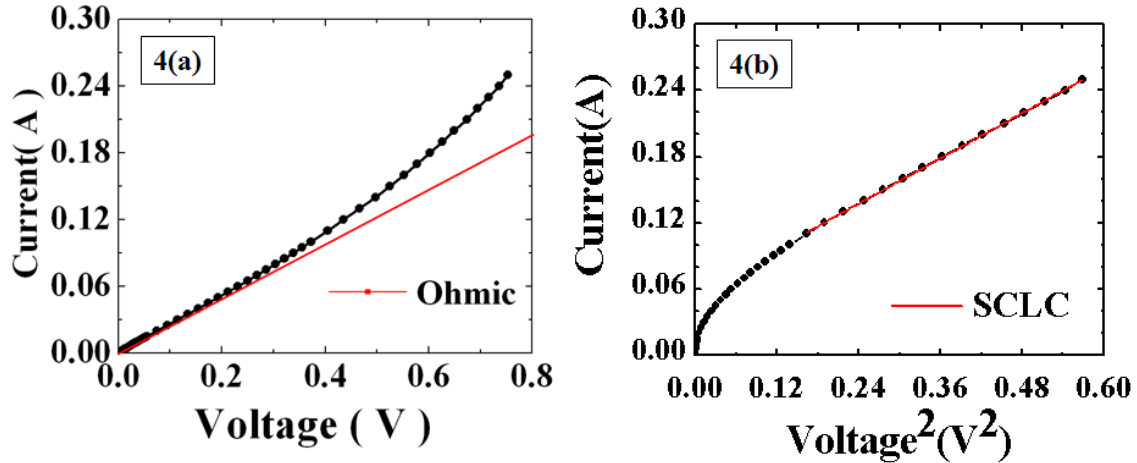 4(a)
Current( A )
0.30
0.24
0.18
0.12
0.06
0.00
0.0 0.2 0.4 0.6 0.8
Voltage ( V )
Ohmic
4(b)
Current(A)
0.30
0.24
0.18
0.12
0.06
0.00
0.00 0.12 0.24 0.36 0.48 0.60
Voltage²(V²)
SCLC